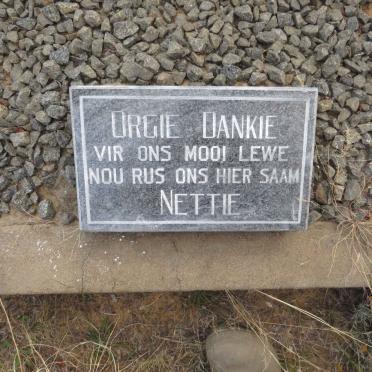 ORGIE DANKIE
VIR ONS MOOI LEWE
NOU RUS ONS HIER SAAM
NETTIE